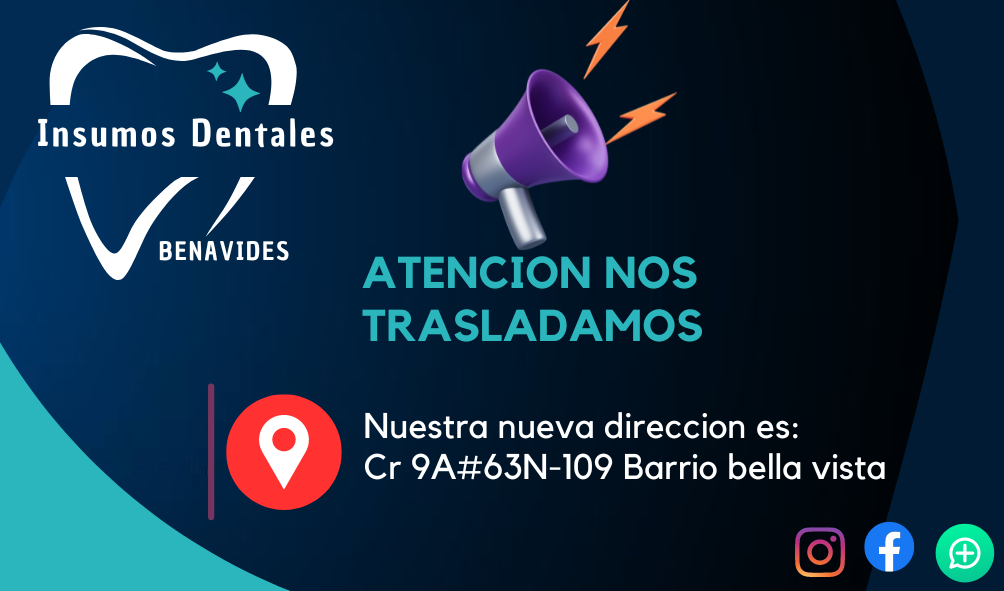 Insumos Dentales
BENAVIDES
ATENCION NOS
TRASLADAMOS
Nuestra nueva direccion es:
Cr 9A#63N-109 Barrio bella vista